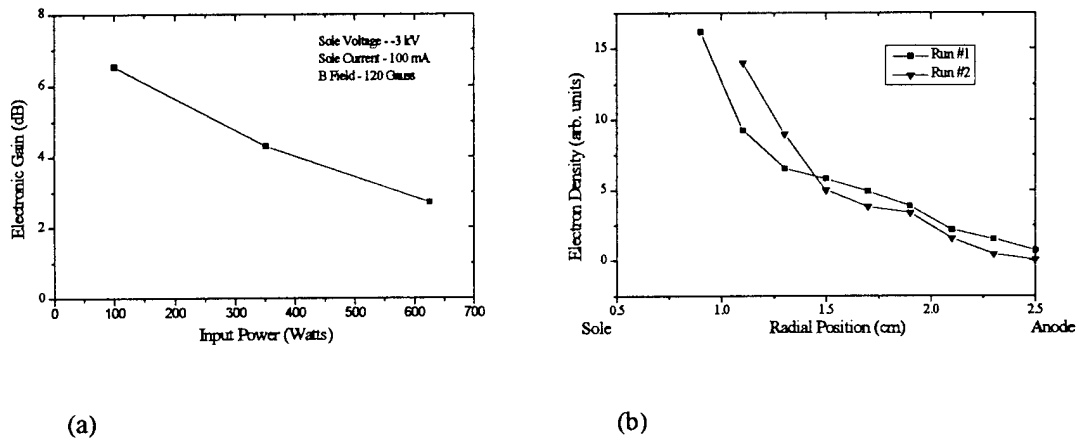 8
6
4
2
0
Electronic Gain (dB)
Sole Voltage - -3 kV
Sole Current - 100 mA
B Field - 120 Gauss
0 100 200 300 400 500 600 700
Input Power (Watts)
(a)
15
10
5
0
Electron Density (arb. units)
Run #1
Run #2
0.5 1.0 1.5 2.0 2.5
Sole Radial Position (cm) Anode
(b)